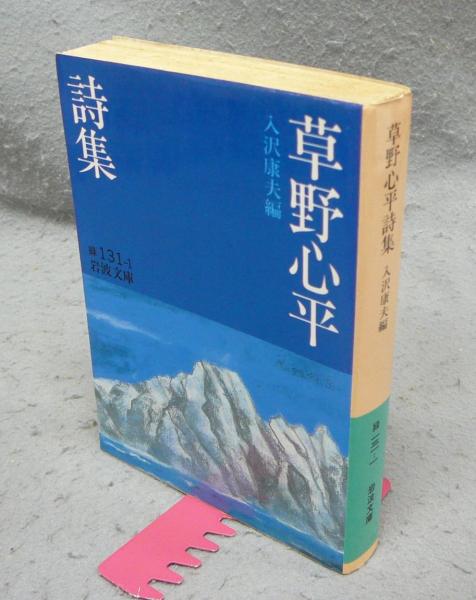 草野心平
詩集
入沢康夫編
緑131-1
岩波文庫
草野心平詩集
入沢康夫編
緑一三一-一
岩波文庫